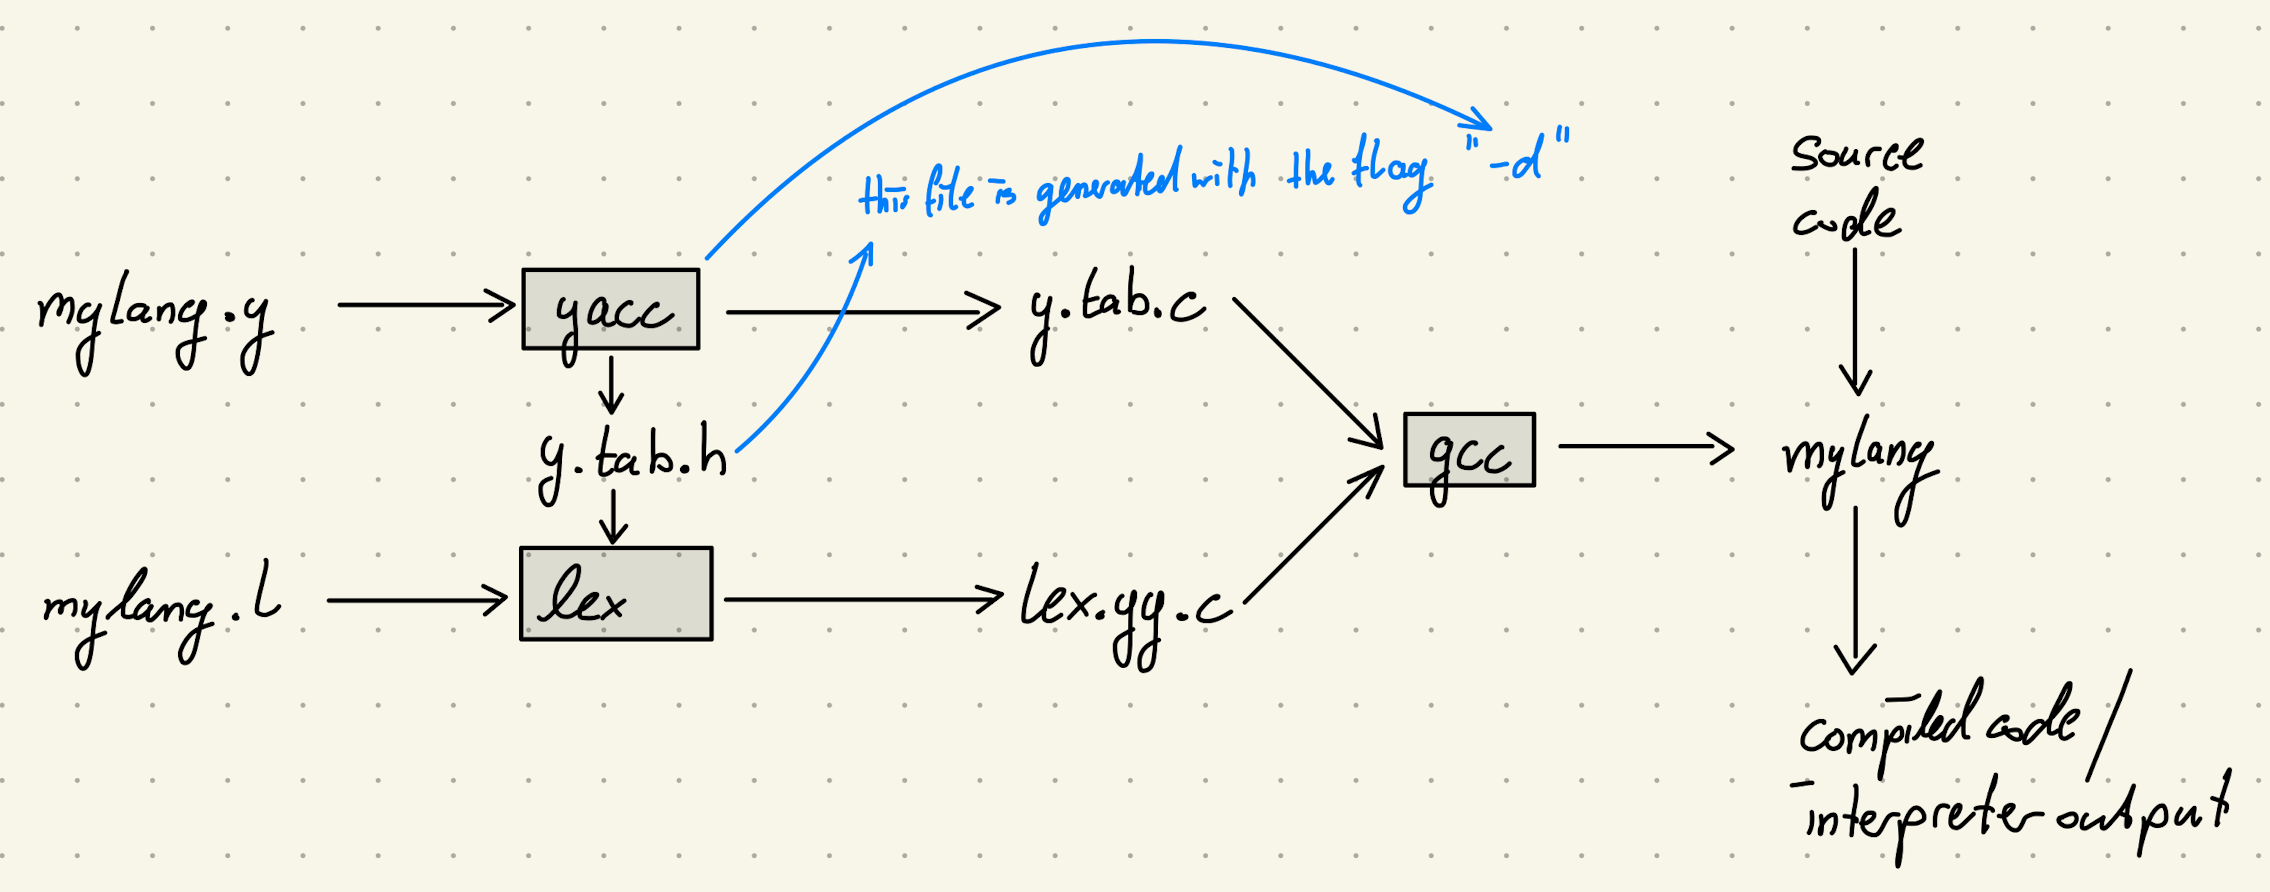 this file is generated with the flag "-d"
source
code
mylang.y
yacc
y.tab.c
y.tab.h
gcc
mylang
mylang.l
lex
lex.yy.c
compiled code /
interpreter output